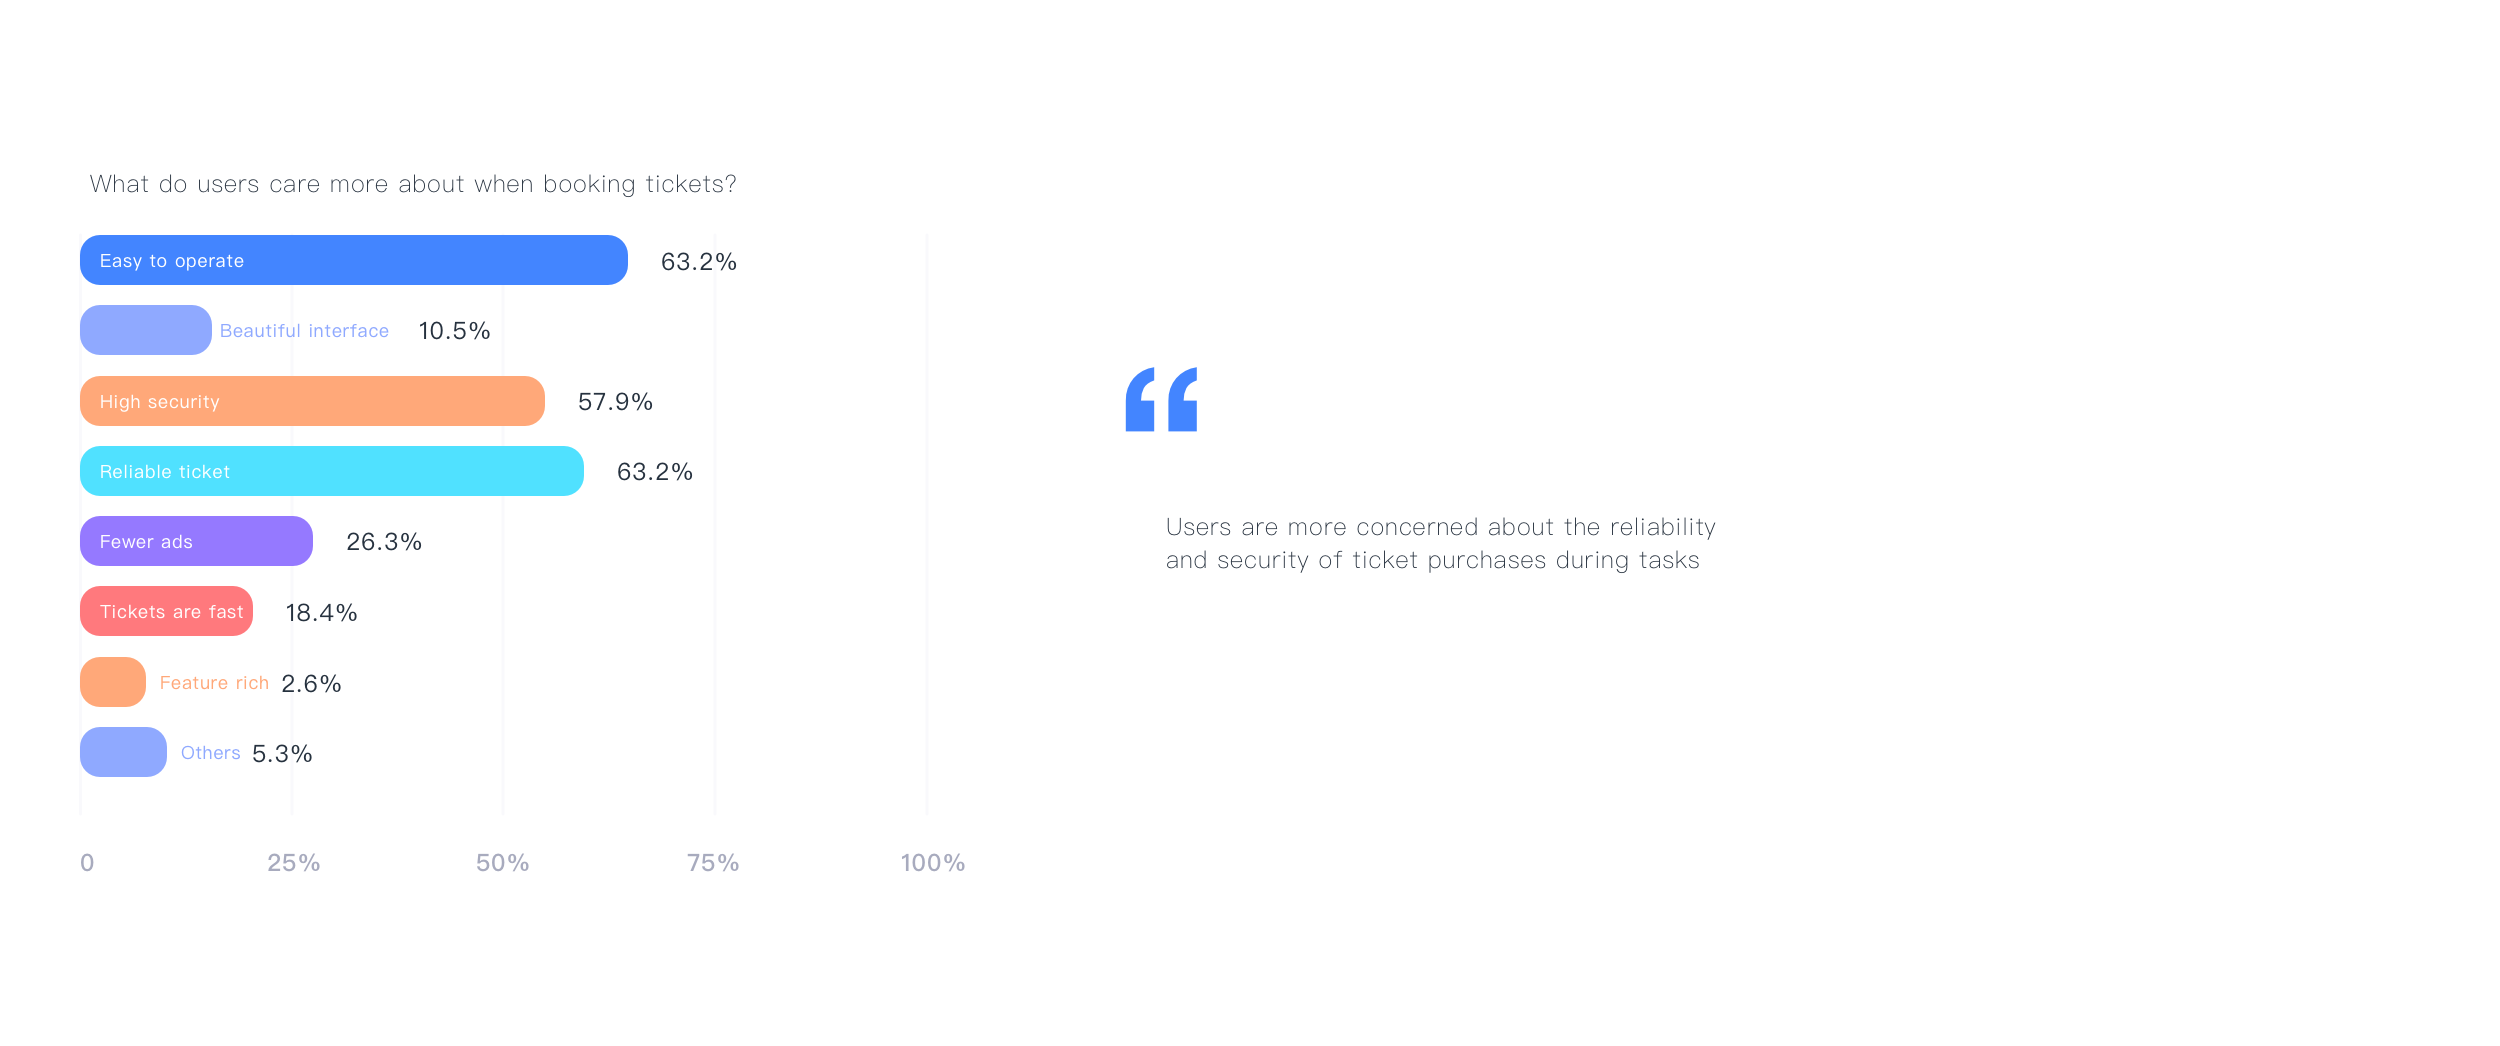 What do users care more about when booking tickets?
Easy to operate 63.2%
Beautiful interface 10.5%
High security 57.9%
Reliable ticket 63.2%
Fewer ads 26.3%
Tickets are fast 18.4%
Feature rich 2.6%
Others 5.3%
0 25% 50% 75% 100%
“
Users are more concerned about the reliability
and security of ticket purchases during tasks